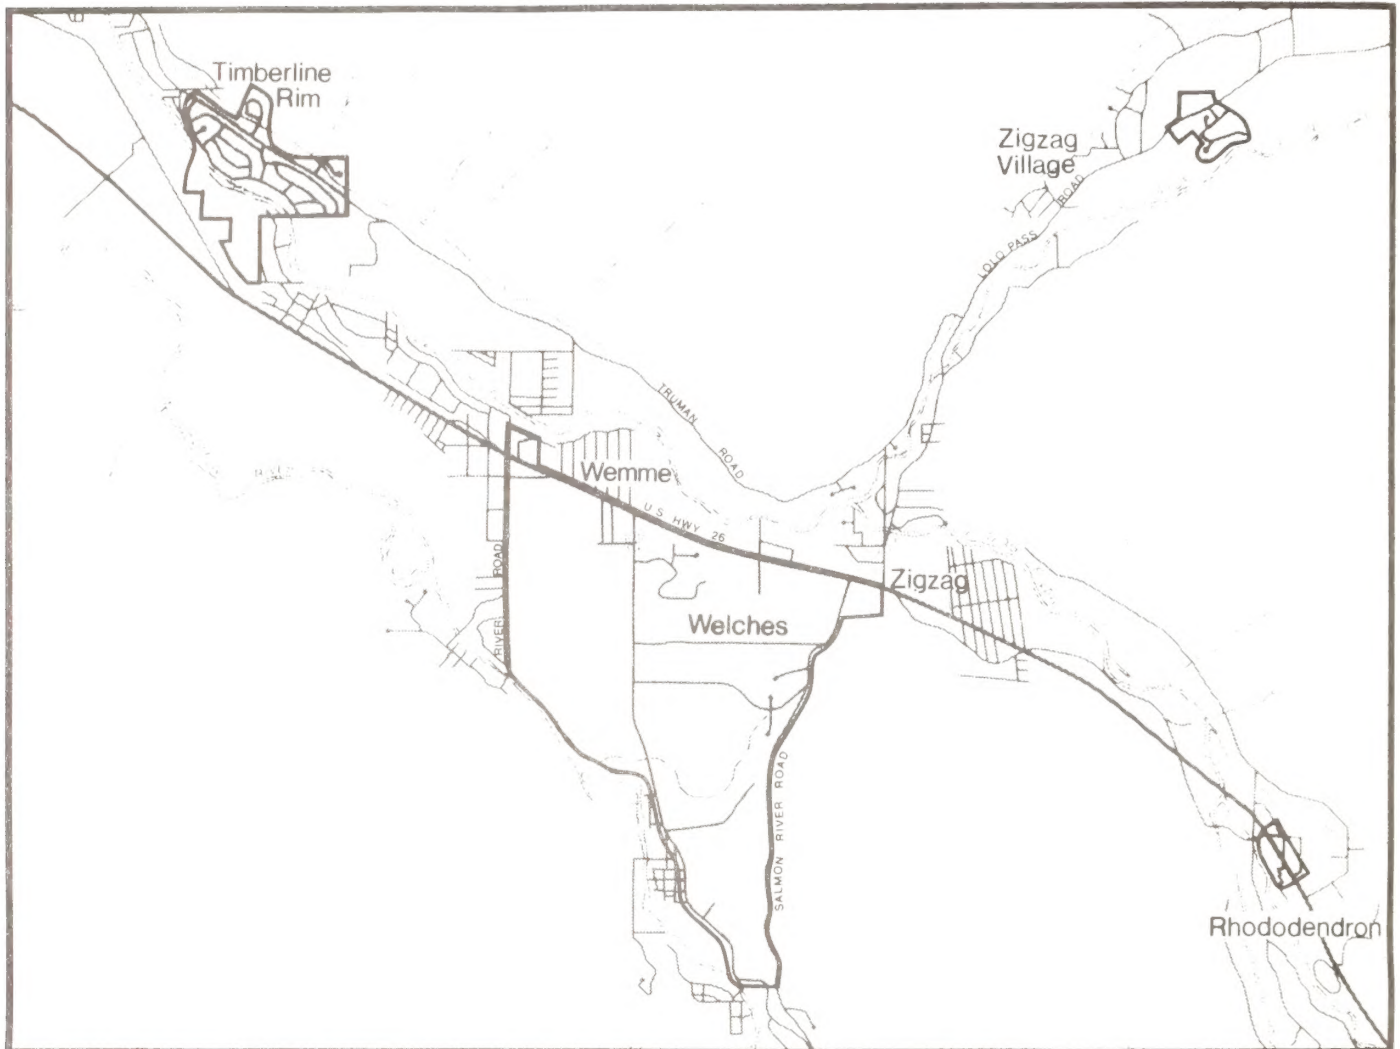 Timberline
Rim
Zigzag
Village
LOLO PASS ROAD
TRUMAN ROAD
Wemme
U S HWY 26
Zigzag
RIVER ROAD
Welches
SALMON RIVER ROAD
Rhododendron